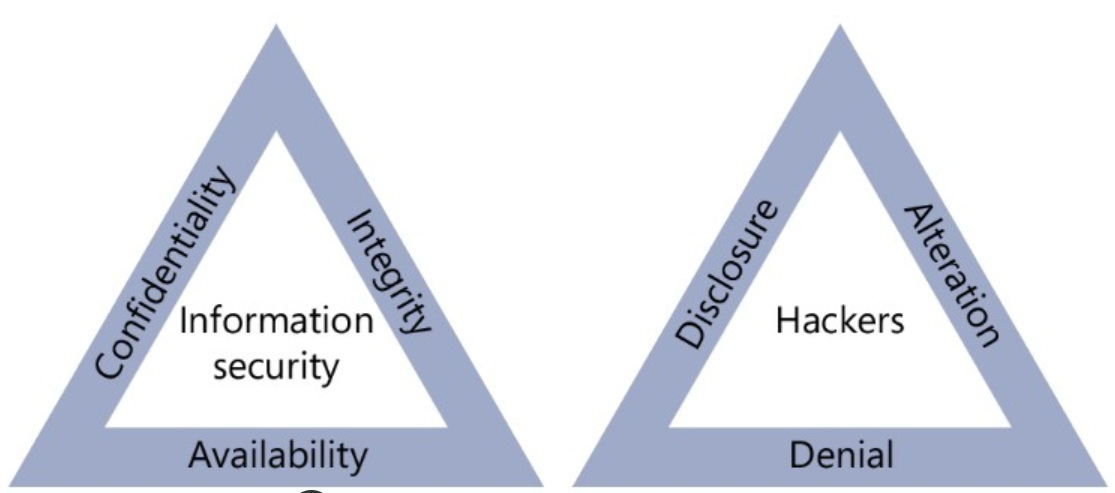 Confidentiality
Integrity
Information
security
Availability
Disclosure
Alteration
Hackers
Denial